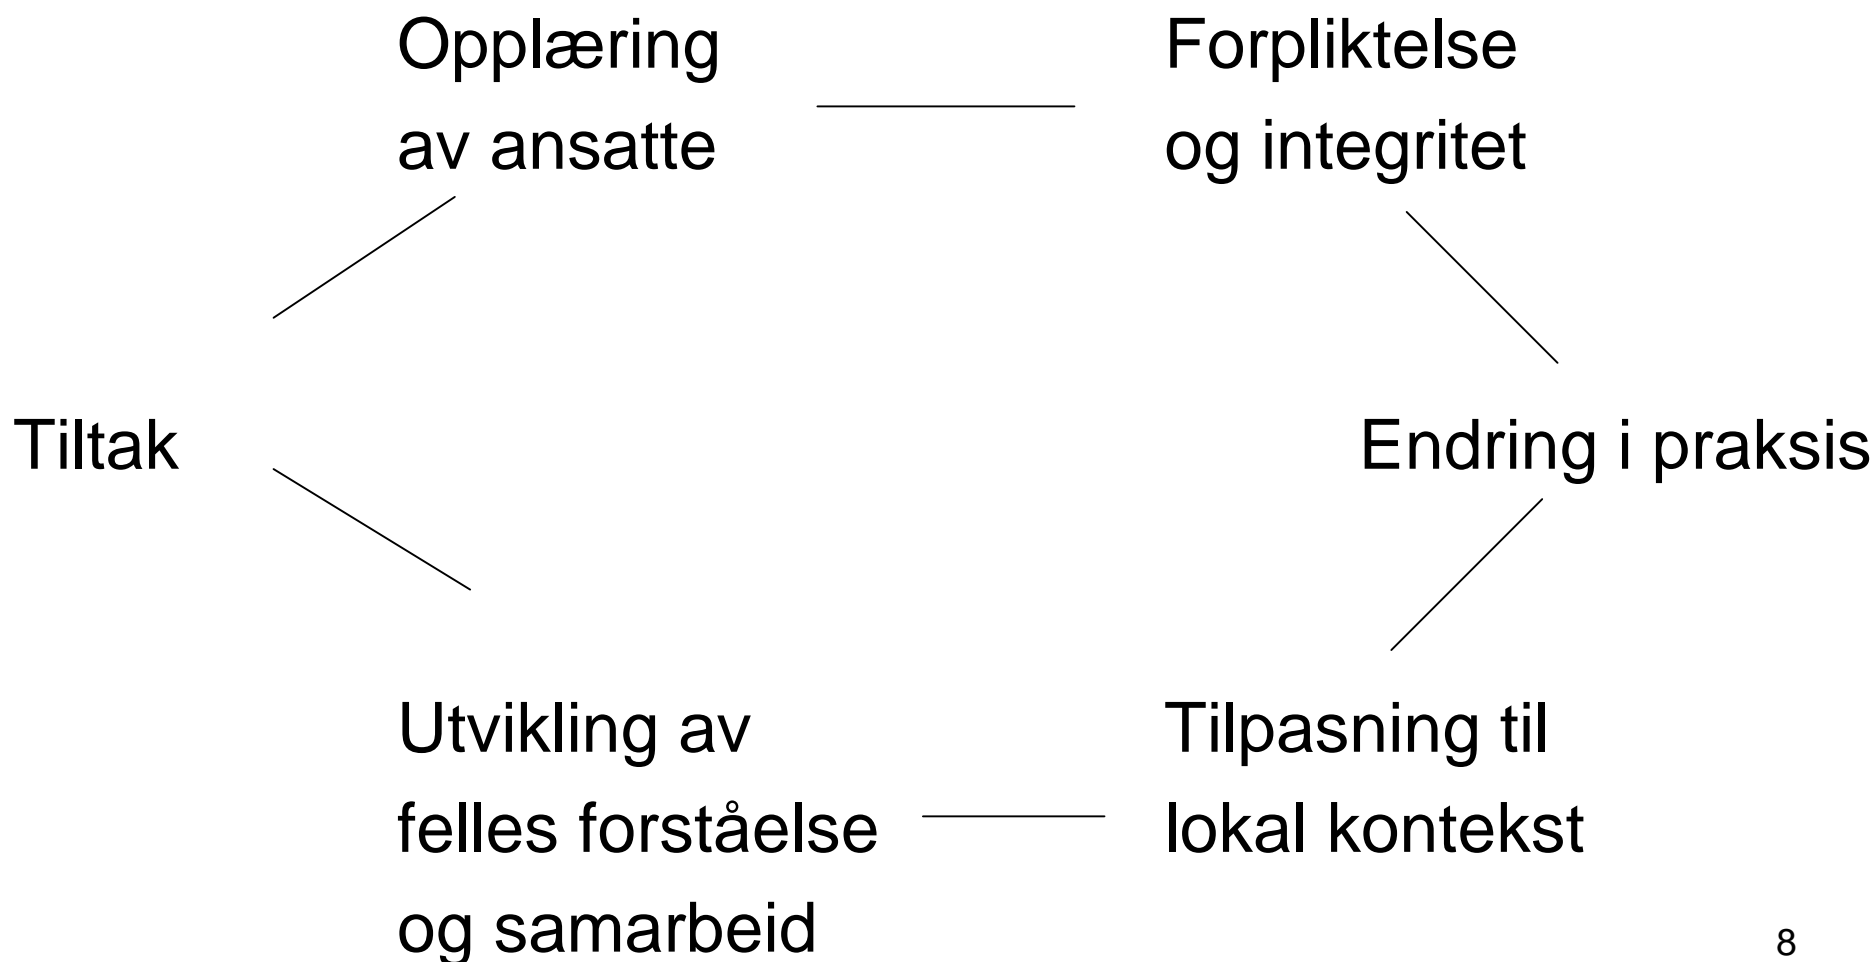 Opplæring
av ansatte
Forpliktelse
og integritet
Tiltak
Endring i praksis
Utvikling av
felles forståelse
og samarbeid
Tilpasning til
lokal kontekst
8